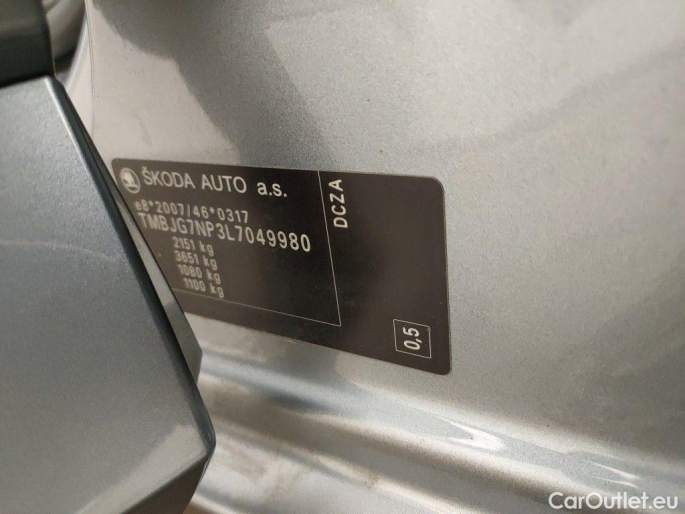 ŠKODA AUTO a.s.
e8*2007/46*0317
TMBJG7NP3L7049980
2151 kg
3651 kg
1080 kg
1100 kg
DCZA
0,5
CarOutlet.eu